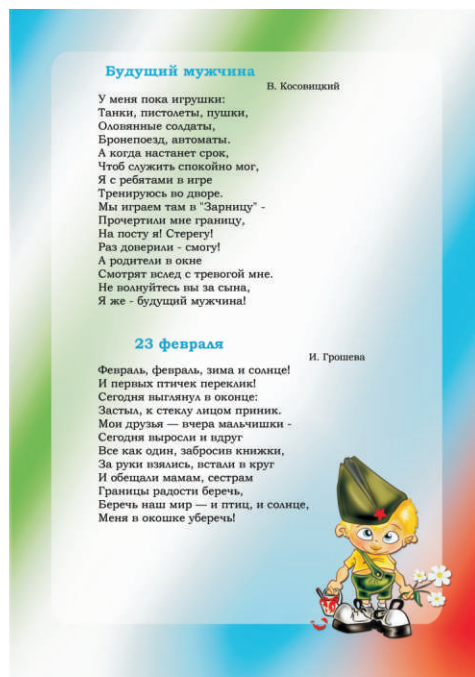 Будущий мужчина
В. Косовицкий
У меня пока игрушки:
Танки, пистолеты, пушки,
Оловянные солдаты,
Бронепоезд, автоматы.
А когда настанет срок,
Чтоб служить спокойно мог,
Я с ребятами в игре
Тренируюсь во дворе.
Мы играем там в "Зарницу" -
Прочертили мне границу,
На посту я! Стерегу!
Раз доверили - смогу!
А родители в окне
Смотрят вслед с тревогой мне.
Не волнуйтесь вы за сына,
Я же - будущий мужчина!
23 февраля
И. Грошева
Февраль, февраль, зима и солнце!
И первых птичек переклик!
Сегодня выглянул в оконце:
Застыл, к стеклу лицом приник.
Мои друзья — вчера мальчишки -
Сегодня выросли и вдруг
Все как один, забросив книжки,
За руки взялись, встали в круг
И обещали мамам, сестрам
Границы радости беречь,
Беречь наш мир — и птиц, и солнце,
Меня в окошке уберечь!